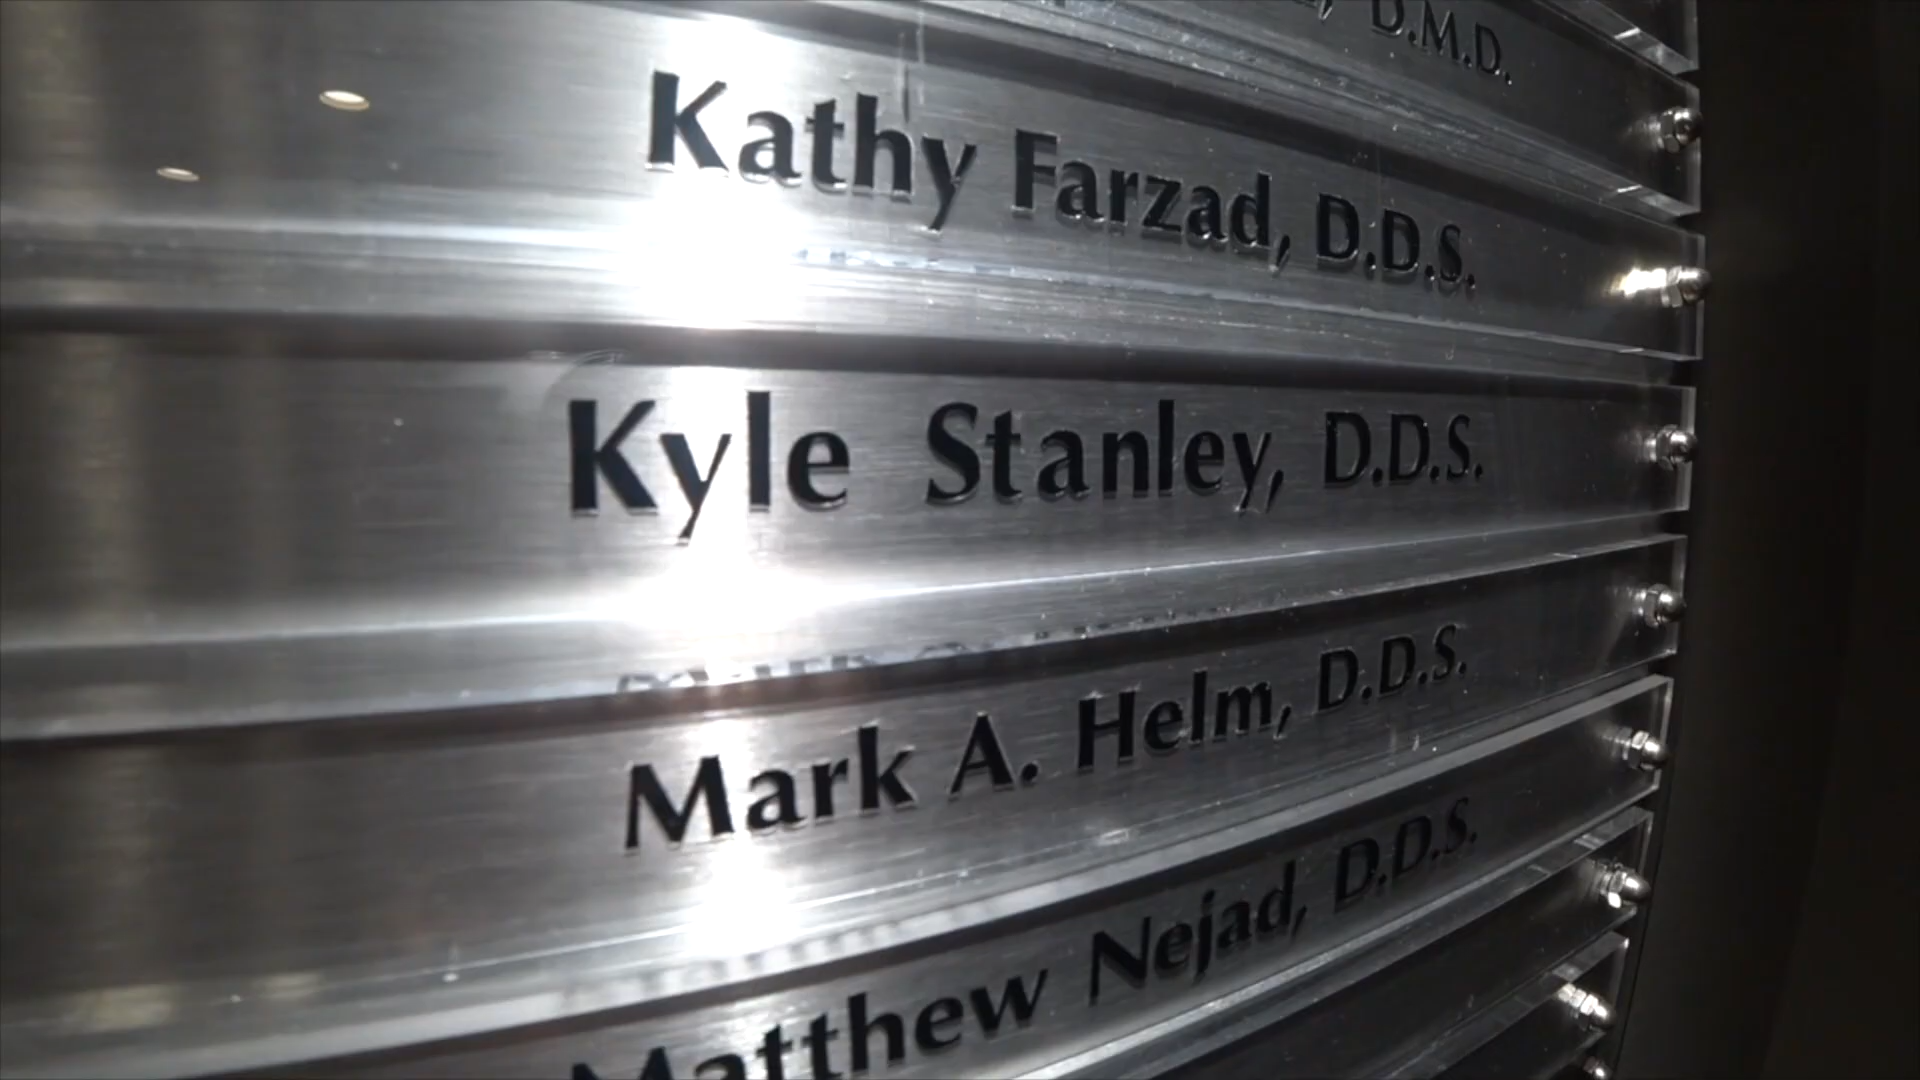 D.M.D.
Kathy Farzad, D.D.S.
Kyle Stanley, D.D.S.
Mark A. Helm, D.D.S.
Matthew Nejad, D.D.S.